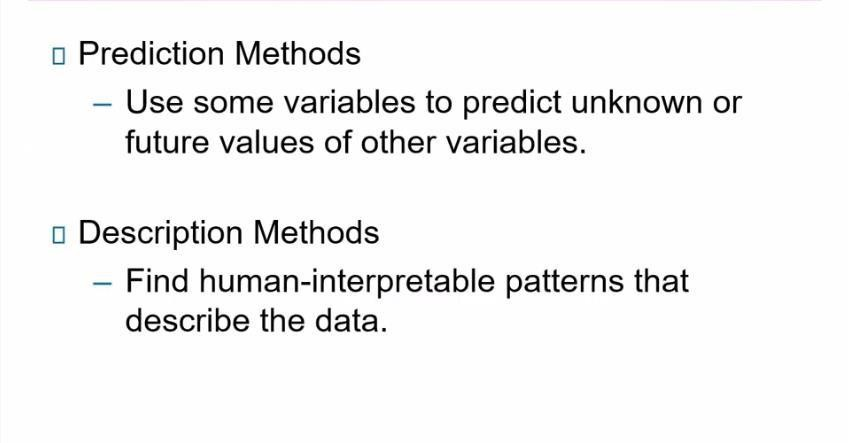 Prediction Methods
– Use some variables to predict unknown or
future values of other variables.
Description Methods
– Find human-interpretable patterns that
describe the data.